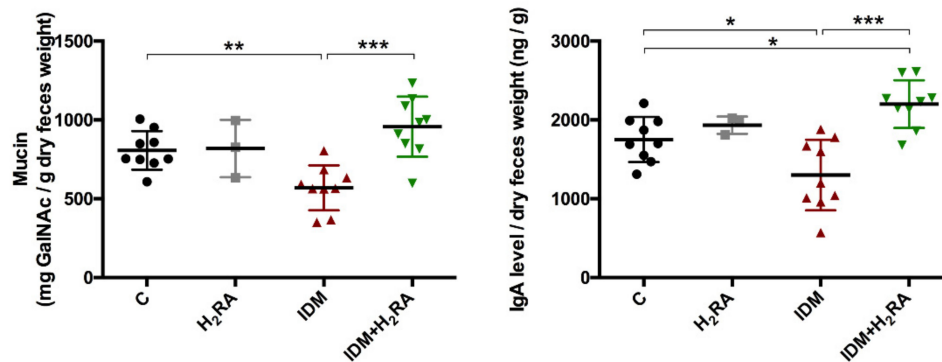 Mucin
(mg GalNAc / g dry feces weight)
1500
1000
500
0
**
***
C
H₂RA
IDM
IDM+H₂RA
IgA level / dry feces weight (ng / g)
3000
2000
1000
0
*
***
*
C
H₂RA
IDM
IDM+H₂RA